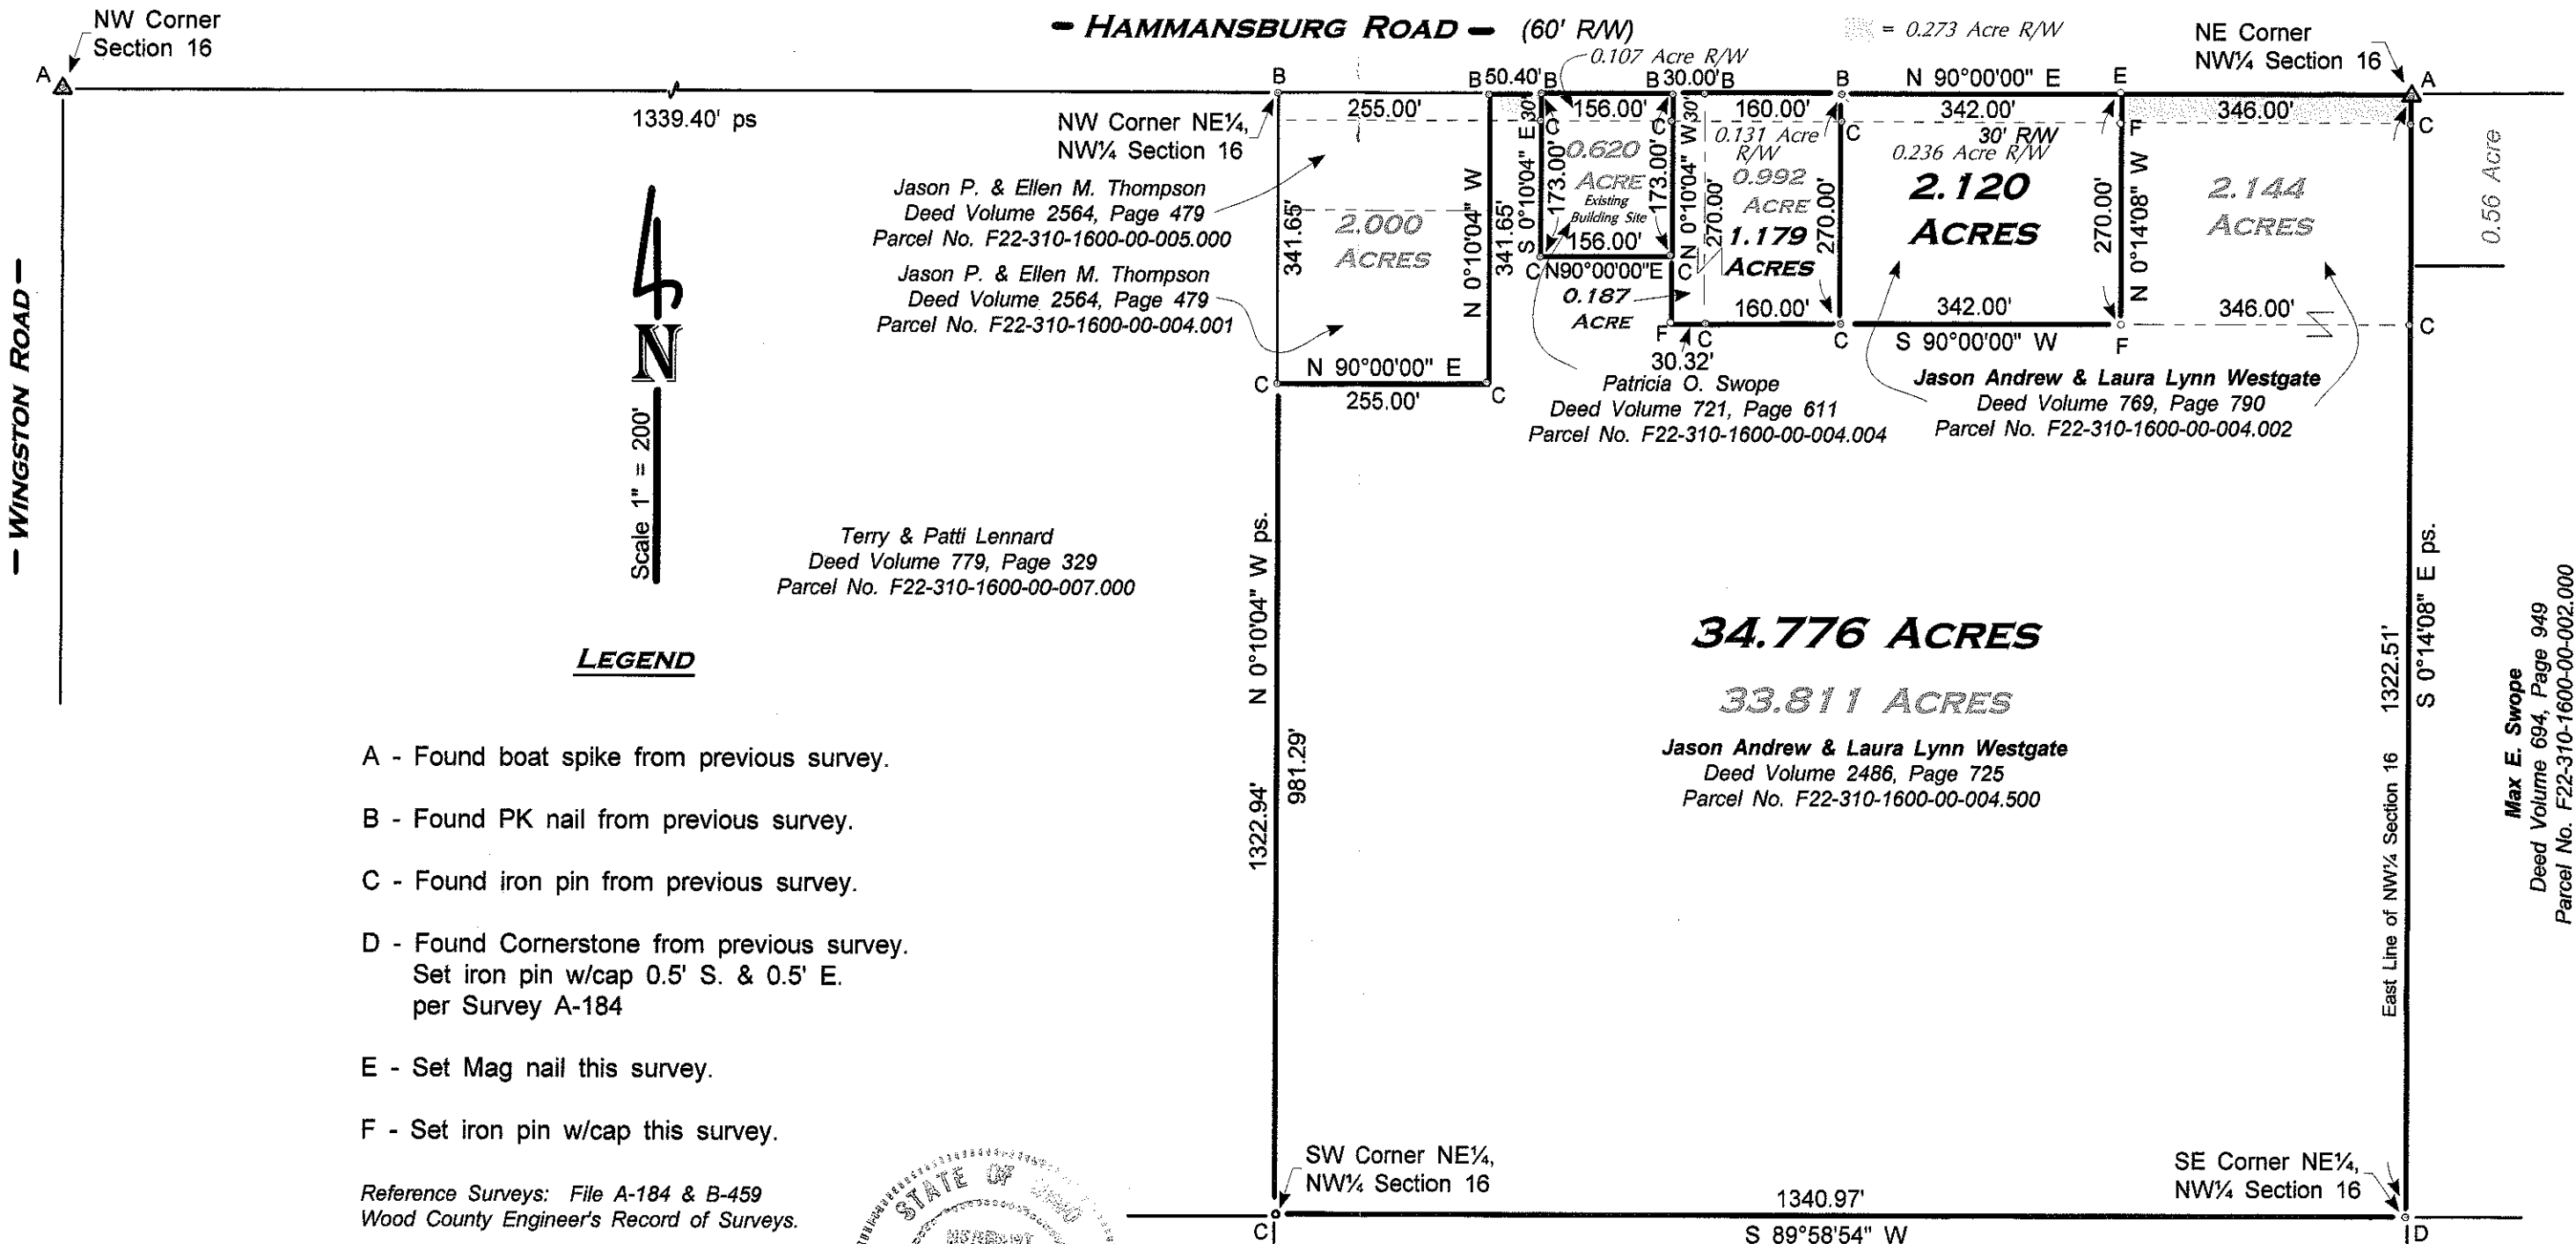 NW Corner
Section 16
— HAMMANSBURG ROAD — (60' R/W)
= 0.273 Acre R/W
NE Corner
NW¼ Section 16
A
B
B
50.40'
B
0.107 Acre R/W
B
30.00'
B
B
N 90°00'00" E
E
A
1339.40' ps
255.00'
30'
156.00'
30'
160.00'
342.00'
346.00'
NW Corner NE¼,
NW¼ Section 16
C
C
0.131 Acre
R/W
C
30' R/W
0.236 Acre R/W
F
C
0.56 Acre
Jason P. & Ellen M. Thompson
Deed Volume 2564, Page 479
Parcel No. F22-310-1600-00-005.000
Jason P. & Ellen M. Thompson
Deed Volume 2564, Page 479
Parcel No. F22-310-1600-00-004.001
341.65'
2.000
ACRES
N 0°10'04" W
341.65'
S 0°10'04" E
173.00'
0.620
ACRE
Existing
Building Site
156.00'
173.00'
N 0°10'04" W
270.00'
0.992
ACRE
1.179
ACRES
270.00'
2.120
ACRES
270.00'
N 0°14'08" W
2.144
ACRES
C
N90°00'00"E
C
0.187
ACRE
160.00'
342.00'
346.00'
F
C
C
S 90°00'00" W
F
C
30.32'
N 90°00'00" E
C
255.00'
C
Patricia O. Swope
Deed Volume 721, Page 611
Parcel No. F22-310-1600-00-004.004
Jason Andrew & Laura Lynn Westgate
Deed Volume 769, Page 790
Parcel No. F22-310-1600-00-004.002
— WINGSTON ROAD —
N
Scale 1" = 200'
Terry & Patti Lennard
Deed Volume 779, Page 329
Parcel No. F22-310-1600-00-007.000
N 0°10'04" W ps.
1322.94'
981.29'
34.776 ACRES
33.811 ACRES
Jason Andrew & Laura Lynn Westgate
Deed Volume 2486, Page 725
Parcel No. F22-310-1600-00-004.500
East Line of NW¼ Section 16
1322.51'
S 0°14'08" E ps.
Max E. Swope
Deed Volume 694, Page 949
Parcel No. F22-310-1600-00-002.000
LEGEND
A - Found boat spike from previous survey.
B - Found PK nail from previous survey.
C - Found iron pin from previous survey.
D - Found Cornerstone from previous survey.
Set iron pin w/cap 0.5' S. & 0.5' E.
per Survey A-184
E - Set Mag nail this survey.
F - Set iron pin w/cap this survey.
Reference Surveys: File A-184 & B-459
Wood County Engineer's Record of Surveys.
STATE OF
SW Corner NE¼,
NW¼ Section 16
SE Corner NE¼,
NW¼ Section 16
1340.97'
C
S 89°58'54" W
D